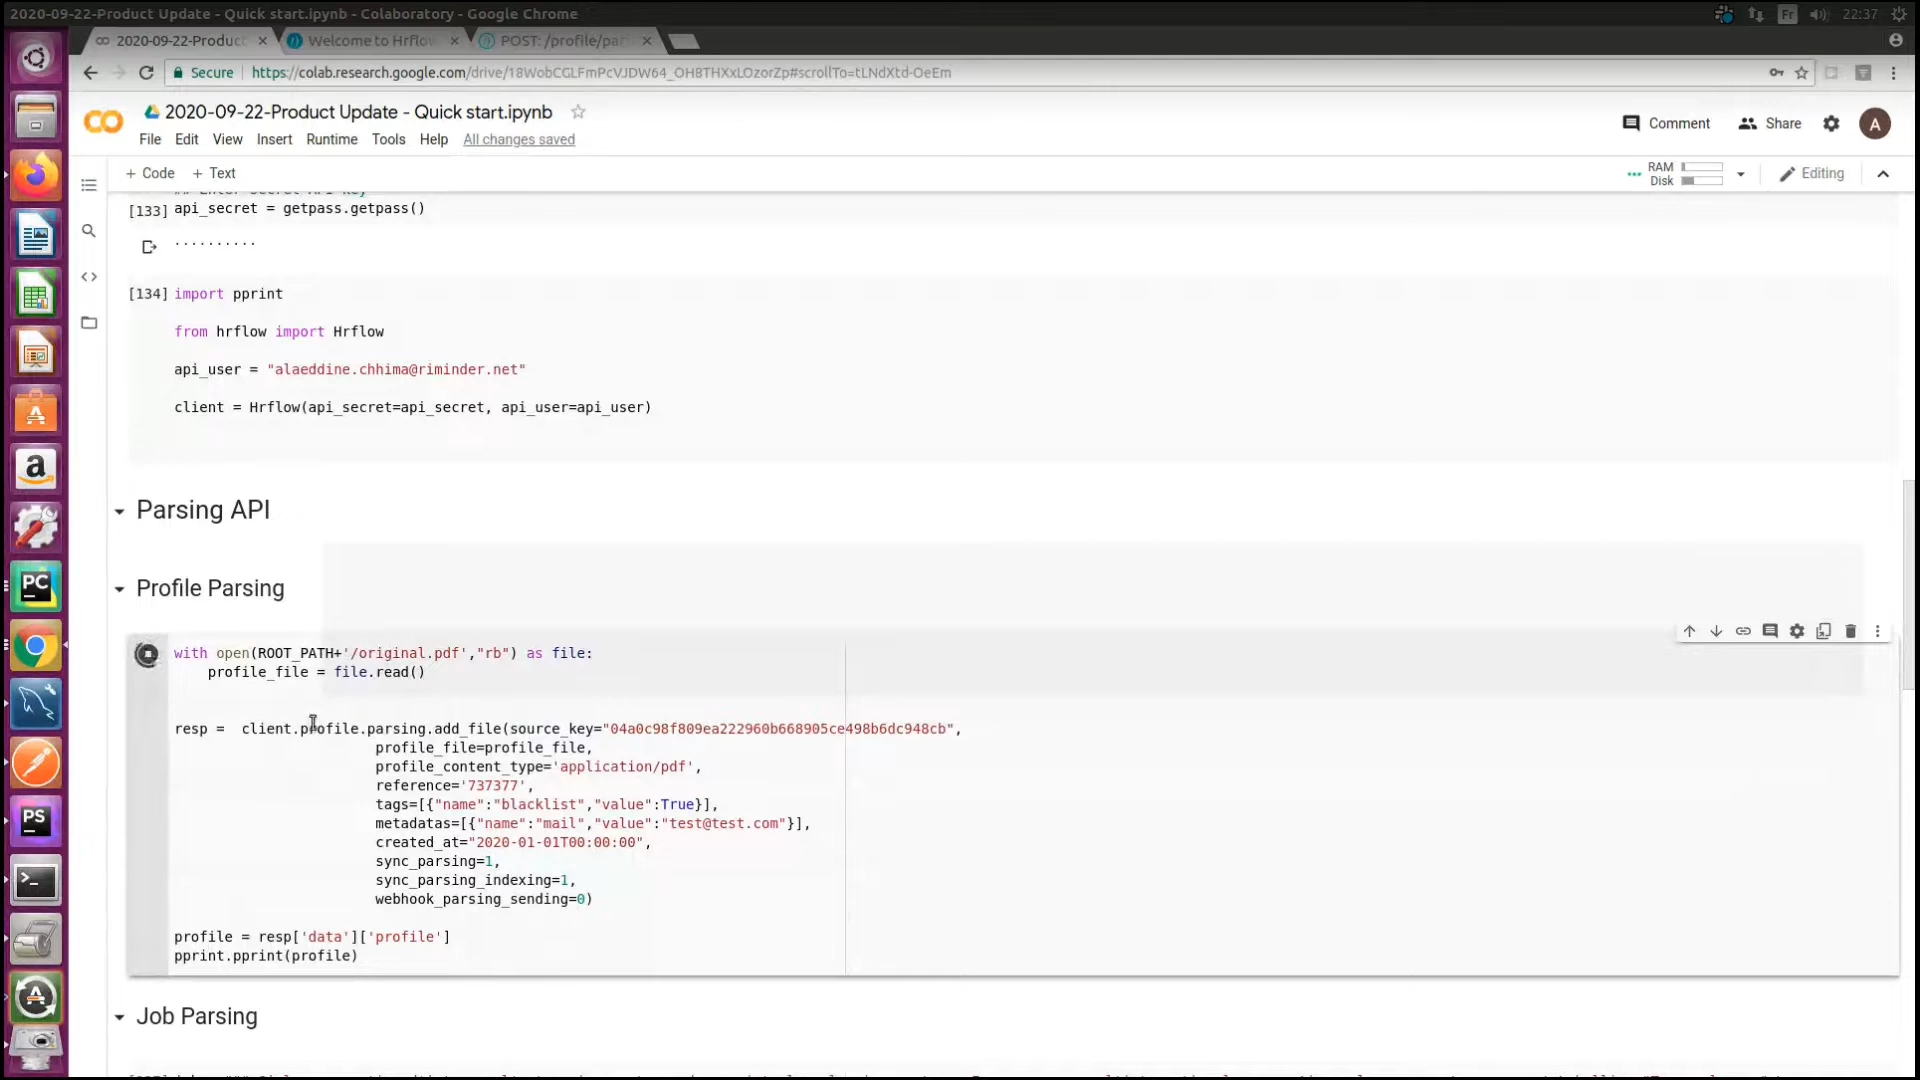 2020-09-22-Product Update - Quick start.ipynb - Colaboratory - Google Chrome
Fr 22:37
2020-09-22-Product
Welcome to Hrflow
POST: /profile/par
Secure https://colab.research.google.com/drive/18WobCGLFmPcVJDW64_OH8THXxLOzorZp#scrollTo=tLNdXtd-OeEm
CO 2020-09-22-Product Update - Quick start.ipynb
File Edit View Insert Runtime Tools Help All changes saved
Comment Share A
+ Code + Text
RAM
Disk
Editing
## Enter Secret API key
[133] api_secret = getpass.getpass()
··········
[134] import pprint
from hrflow import Hrflow
api_user = "alaeddine.chhima@riminder.net"
client = Hrflow(api_secret=api_secret, api_user=api_user)
Parsing API
Profile Parsing
with open(ROOT_PATH+'/original.pdf',"rb") as file:
profile_file = file.read()
resp = client.profile.parsing.add_file(source_key="04a0c98f809ea222960b668905ce498b6dc948cb",
profile_file=profile_file,
profile_content_type='application/pdf',
reference='737377',
tags=[{"name":"blacklist","value":True}],
metadatas=[{"name":"mail","value":"test@test.com"}],
created_at="2020-01-01T00:00:00",
sync_parsing=1,
sync_parsing_indexing=1,
webhook_parsing_sending=0)
profile = resp['data']['profile']
pprint.pprint(profile)
Job Parsing